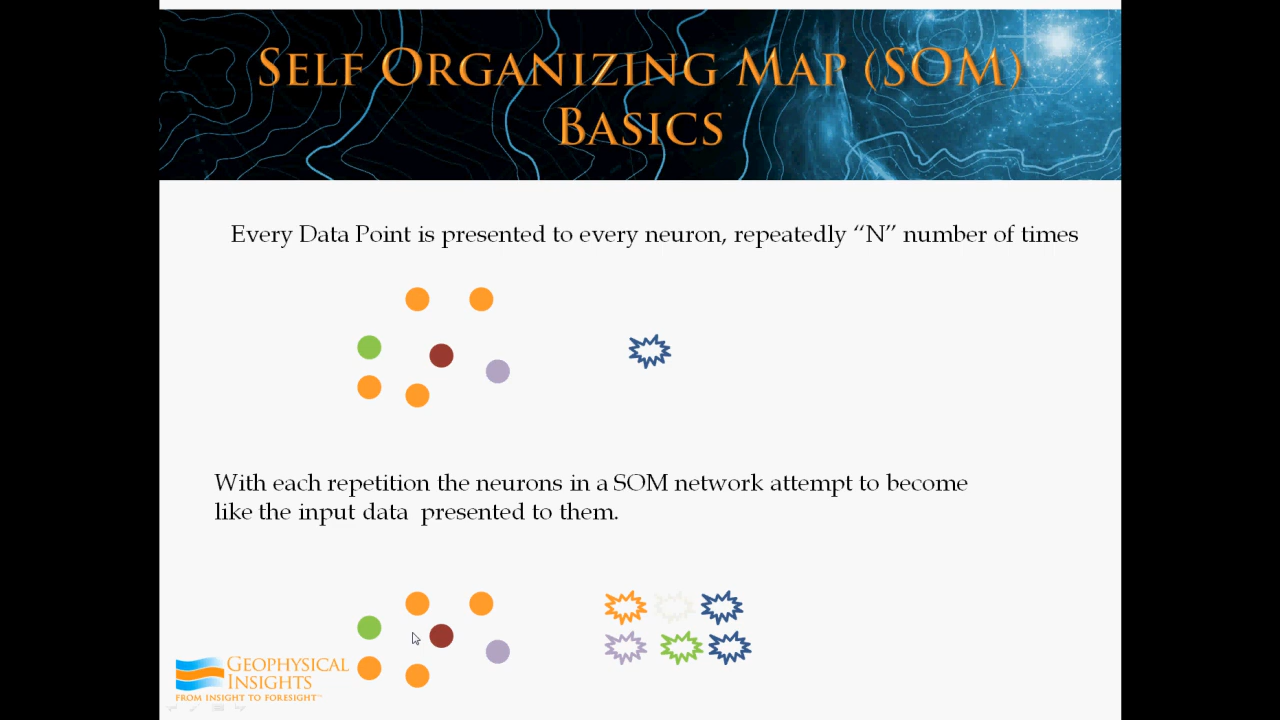 SELF ORGANIZING MAP (SOM)
BASICS
Every Data Point is presented to every neuron, repeatedly “N” number of times
With each repetition the neurons in a SOM network attempt to become
like the input data presented to them.
GEOPHYSICAL
INSIGHTS
FROM INSIGHT TO FORESIGHT™